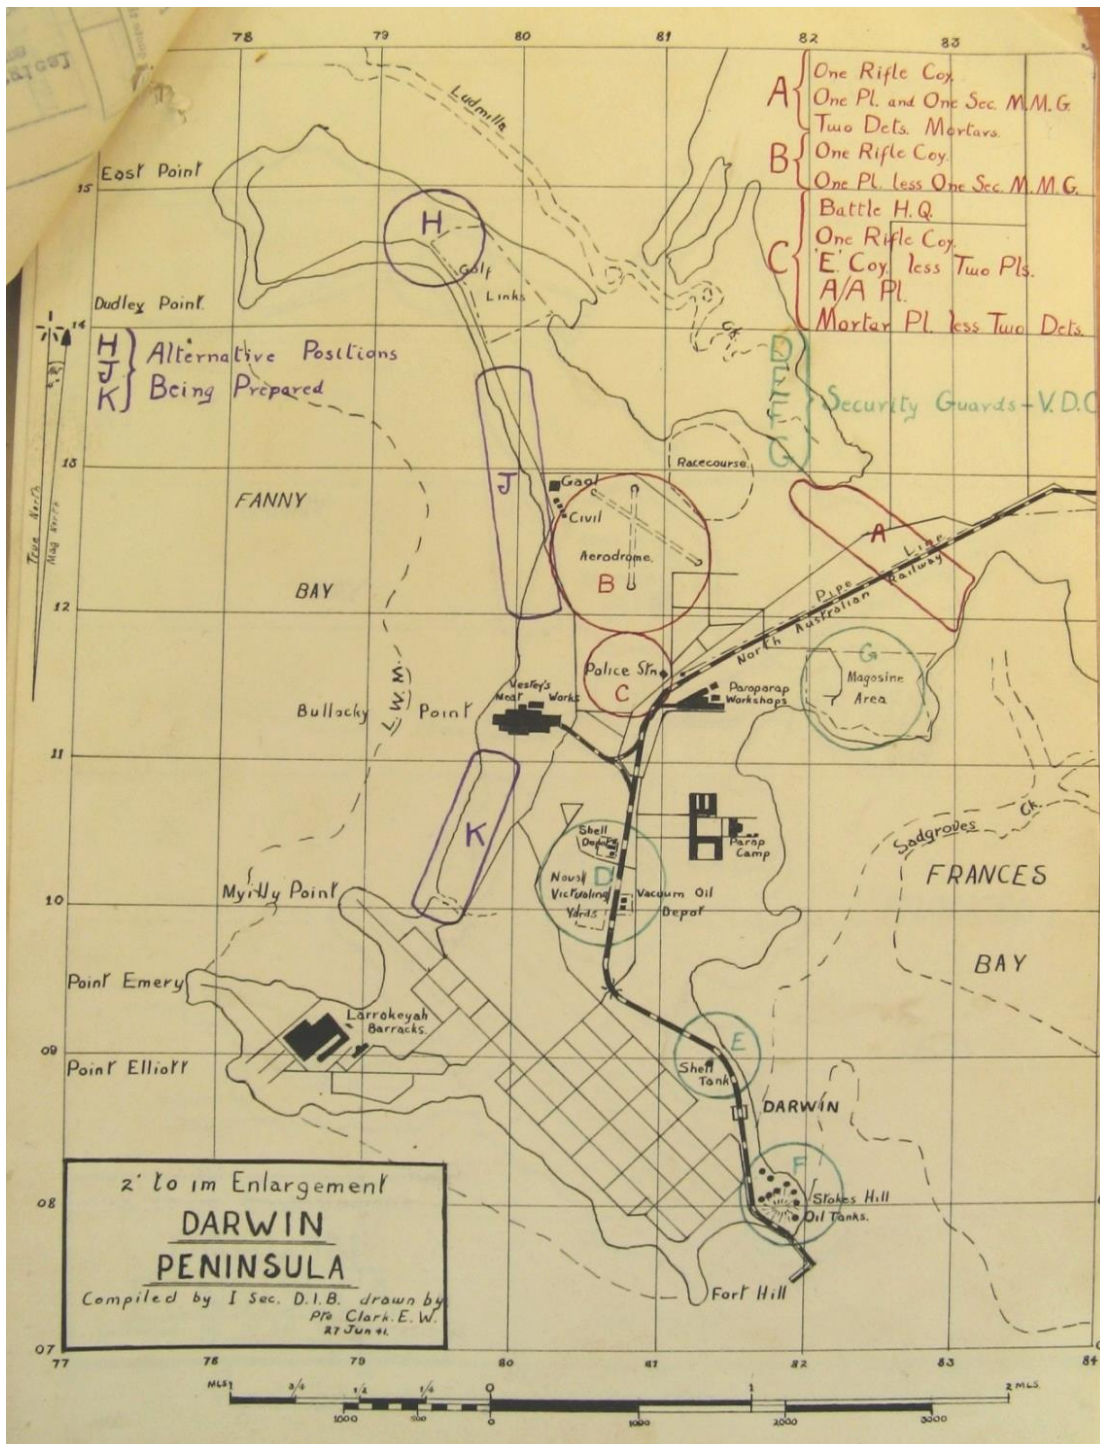 78 79 80 81 82 83
A { One Rifle Coy.
One Pl. and One Sec. M.M.G.
Two Dets. Mortars.
B { One Rifle Coy.
One Pl. less One Sec. M.M.G.
C { Battle H.Q.
One Rifle Coy.
'E' Coy. less Two Pls.
A/A Pl.
Mortar Pl. less Two Dets.
D
E
F
G
Security Guards - V.D.C
Ludmilla
Ck.
East Point
15
H
Golf
Links
Dudley Point.
14
H
J
K
Alternative Positions
Being Prepared
True North
Mag North
13
FANNY
BAY
J
Gaol
Civil
Aerodrome.
B
Racecourse
A
Pipe Line
North Australian Railway
12
L.W.M.
Police Stn.
C
G
Magosine
Area
Vestey's
Meat Works
Paraparap
Workshops
Bullocky Point
11
K
Shell
Depot
D
Naval
Victualing
Yards
Vacuum Oil
Depot
Parap
Camp
Sadgroves Ck.
FRANCES
BAY
Myilly Point
10
Point Emery
Larrakeyah
Barracks.
09
Point Elliott
E
Shell
Tank
DARWIN
F
Stokes Hill
Oil Tanks.
Fort Hill
08
2" to 1m Enlargement
DARWIN
PENINSULA
Compiled by I Sec. D.I.B. drawn by
Pte Clark. E. W.
27 Jun 41.
07
77 78 79 80 81 82 83 84
MLS 1 3/4 1/2 1/4 0 1 2 MLS.
1000 500 0 1000 2000 3000